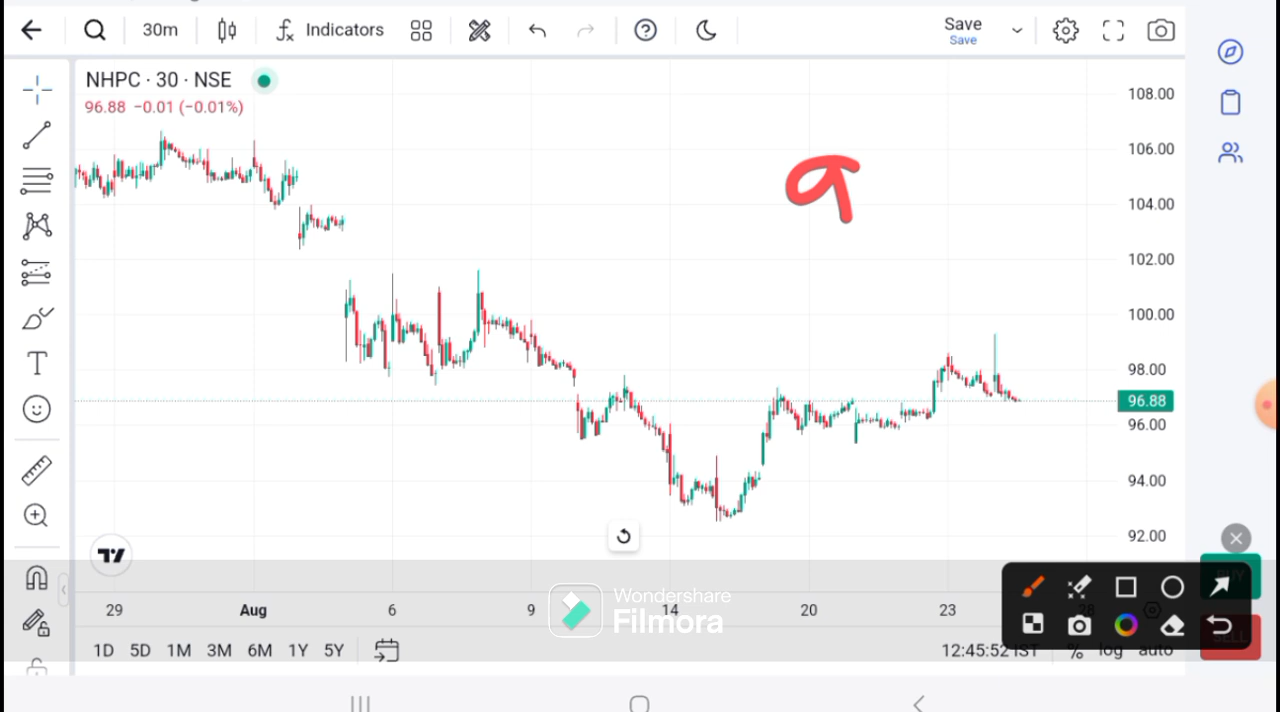 30m
Indicators
Save
Save
NHPC · 30 · NSE
96.88 −0.01 (−0.01%)
108.00
106.00
104.00
102.00
100.00
98.00
96.88
96.00
94.00
92.00
29 Aug 6 9 14 20 23 28
Wondershare
Filmora
1D 5D 1M 3M 6M 1Y 5Y
12:45:52 IST % log auto